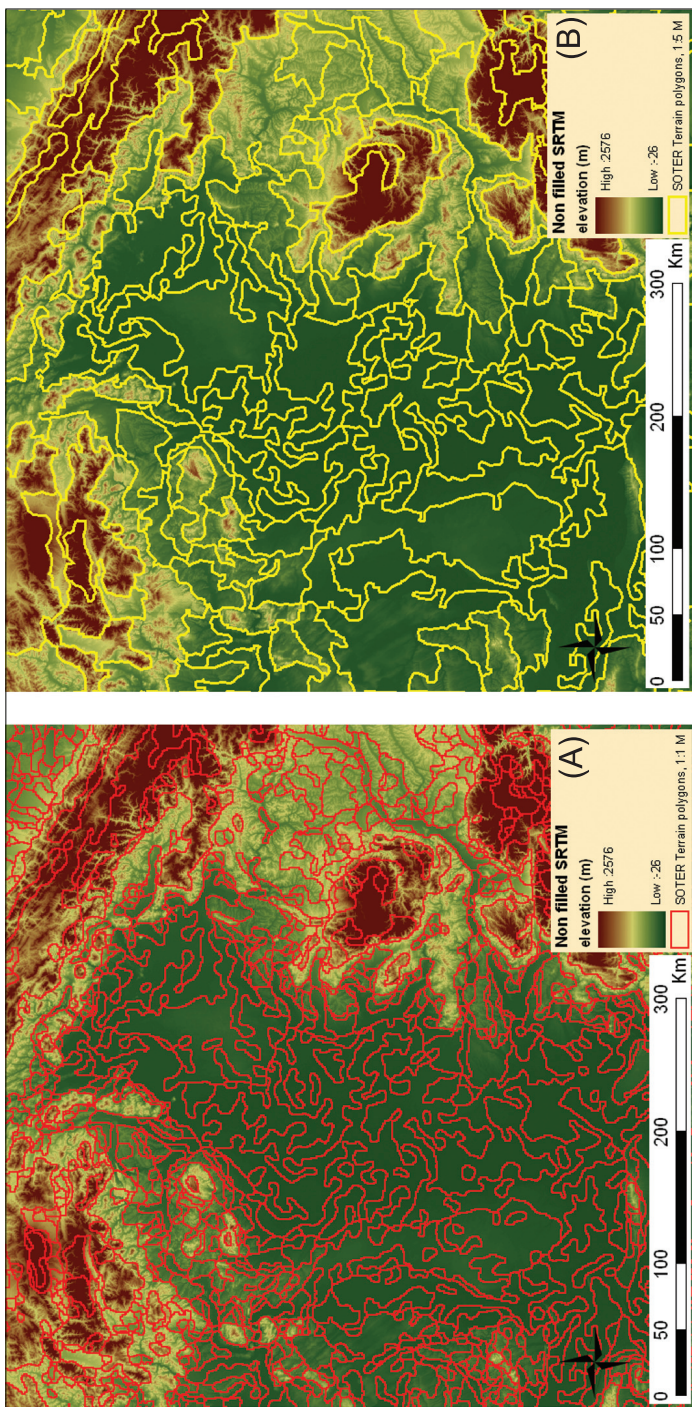 (A)
Non filled SRTM
elevation (m)
High :2576
Low :-26
SOTER Terrain polygons, 1:1 M
0 50 100 200 300
Km
(B)
Non filled SRTM
elevation (m)
High :2576
Low :-26
SOTER Terrain polygons, 1:5 M
0 50 100 200 300
Km